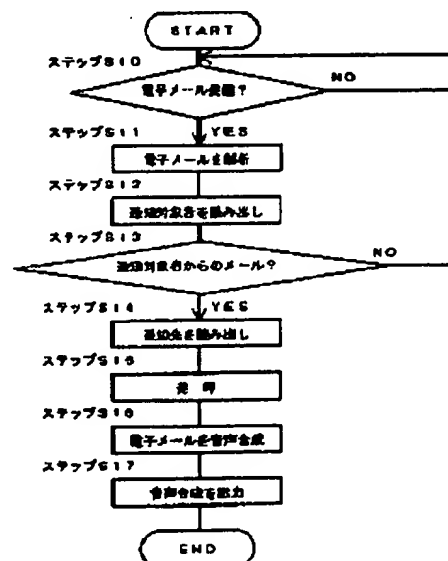 START
ステップS10
NO
電子メール受信?
ステップS11
YES
電子メールを解析
ステップS12
通知対象者を読み出し
ステップS13
NO
通知対象者からのメール?
ステップS14
YES
通知先を読み出し
ステップS15
発呼
ステップS16
電子メールを音声合成
ステップS17
音声合成を出力
END